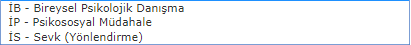 İB - Bireysel Psikolojik Danışma
İP - Psikososyal Müdahale
İS - Sevk (Yönlendirme)